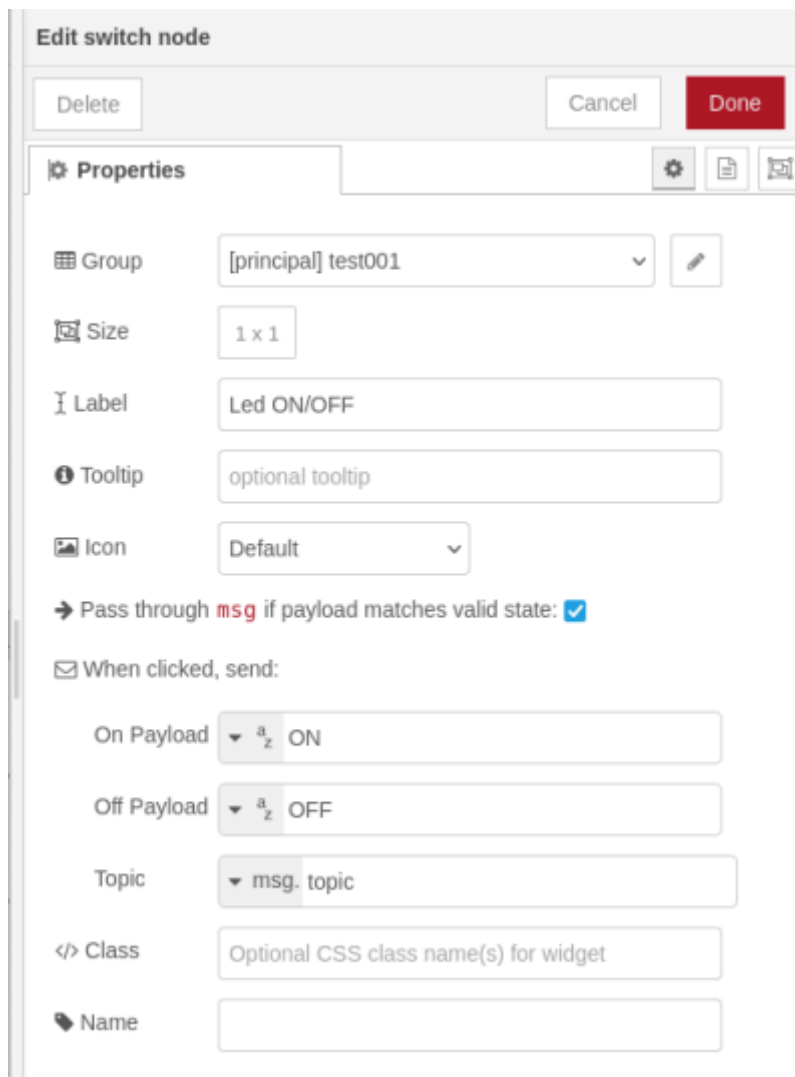 Edit switch node
Delete Cancel Done
Properties
Group [principal] test001
Size 1 x 1
Label Led ON/OFF
Tooltip optional tooltip
Icon Default
Pass through msg if payload matches valid state:
When clicked, send:
On Payload az ON
Off Payload az OFF
Topic msg. topic
</> Class Optional CSS class name(s) for widget
Name